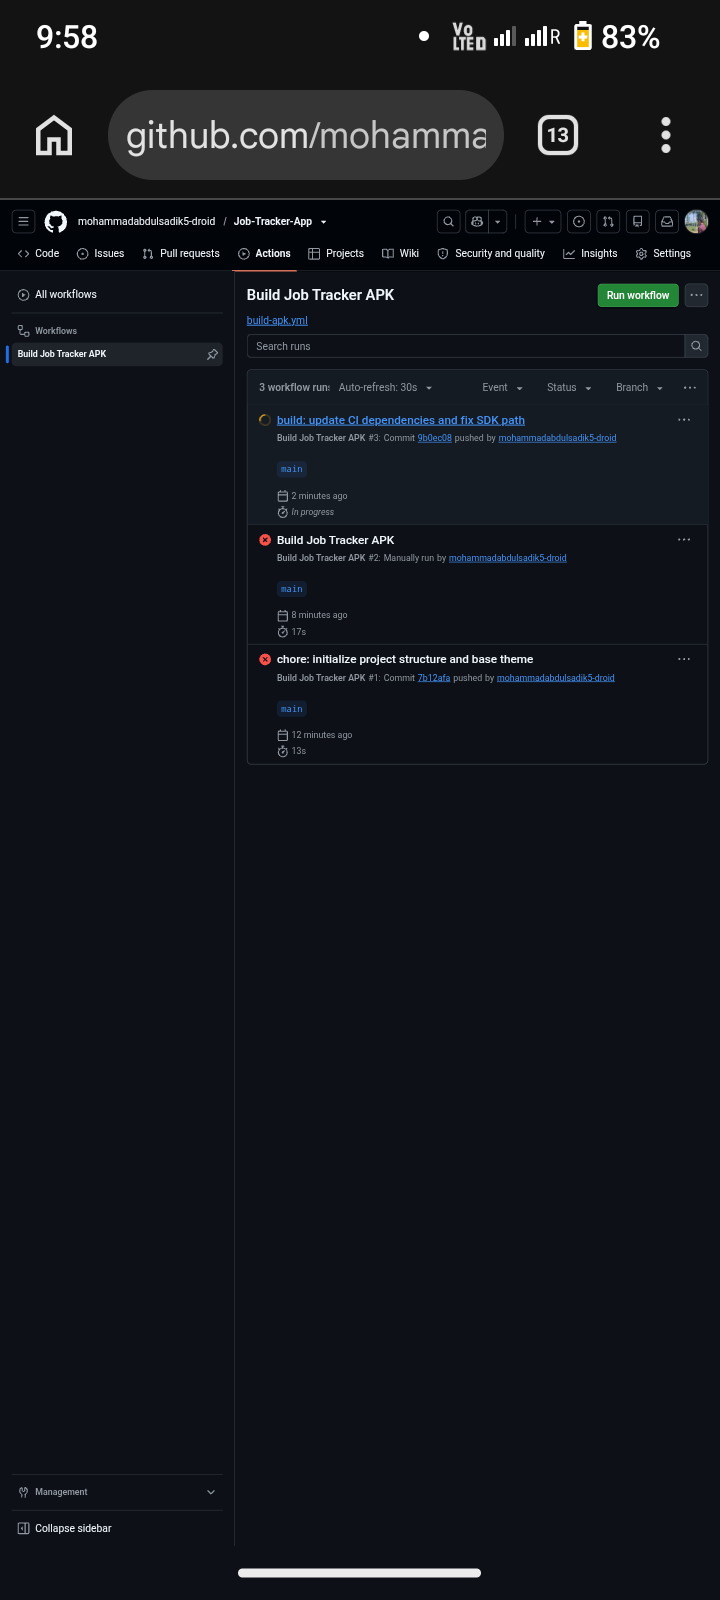 9:58
Vo LTED
R
83%
github.com/mohamma
13
mohammadabdulsadik5-droid / Job-Tracker-App
Code
Issues
Pull requests
Actions
Projects
Wiki
Security and quality
Insights
Settings
All workflows
Workflows
Build Job Tracker APK
Build Job Tracker APK
Run workflow
build-apk.yml
Search runs
3 workflow runs
Auto-refresh: 30s
Event
Status
Branch
build: update CI dependencies and fix SDK path
Build Job Tracker APK #3: Commit 9b0ec08 pushed by mohammadabdulsadik5-droid
main
2 minutes ago
In progress
Build Job Tracker APK
Build Job Tracker APK #2: Manually run by mohammadabdulsadik5-droid
main
8 minutes ago
17s
chore: initialize project structure and base theme
Build Job Tracker APK #1: Commit 7b12afa pushed by mohammadabdulsadik5-droid
main
12 minutes ago
13s
Management
Collapse sidebar